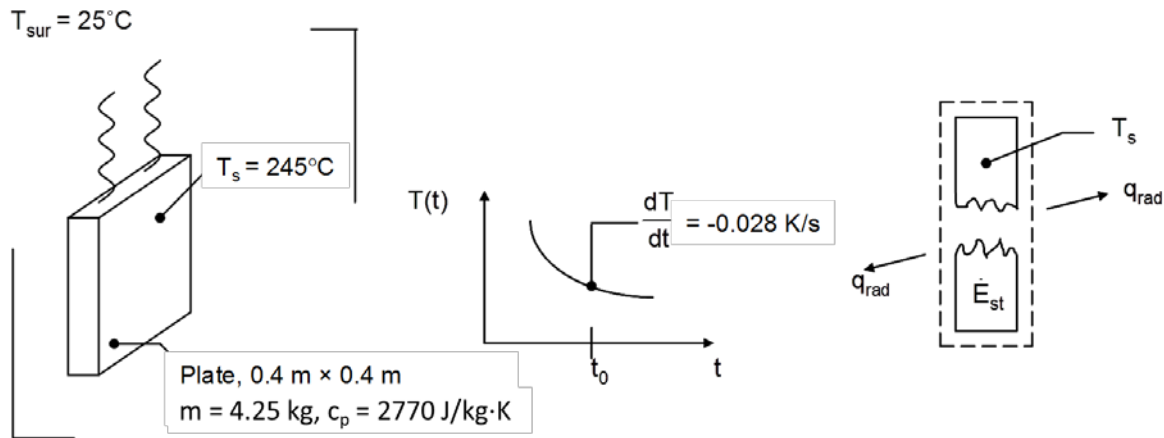 T_sur = 25°C
T_s = 245°C
Plate, 0.4 m × 0.4 m
m = 4.25 kg, c_p = 2770 J/kg·K
T(t)
dT/dt = -0.028 K/s
t_0
t
T_s
q_rad
q_rad
Ė_st